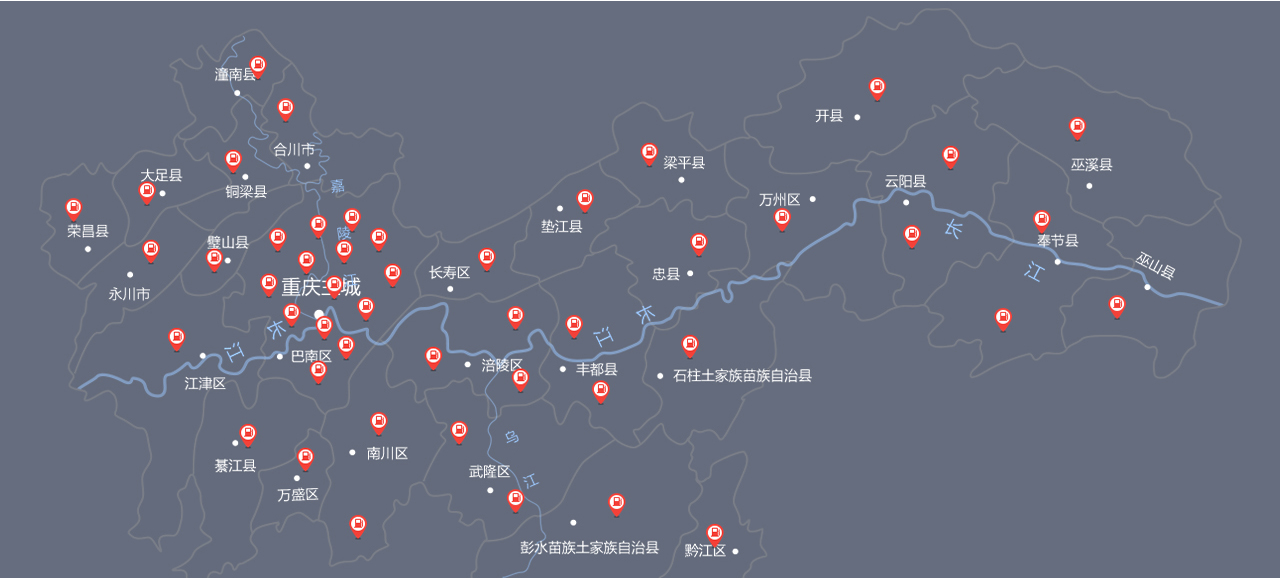 潼南县
开县
合川市
梁平县
巫溪县
大足县
铜梁县
嘉
云阳县
万州区
荣昌县
陵
垫江县
长
璧山县
奉节县
永川市
江
重庆主城
长寿区
忠县
江
巫山县
长
江
长
江
巴南区
涪陵区
丰都县
石柱土家族苗族自治县
江津区
乌
綦江县
南川区
武隆区
江
万盛区
彭水苗族土家族自治县
黔江区